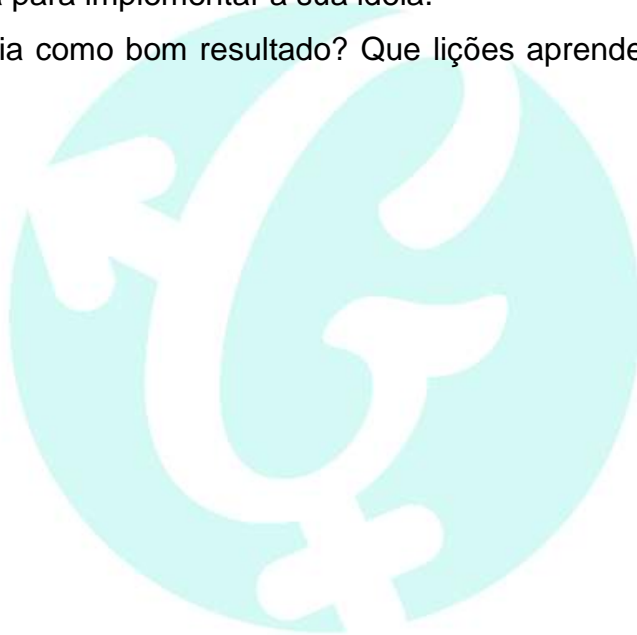 a para implementar a sua ideia.
ia como bom resultado? Que lições aprende